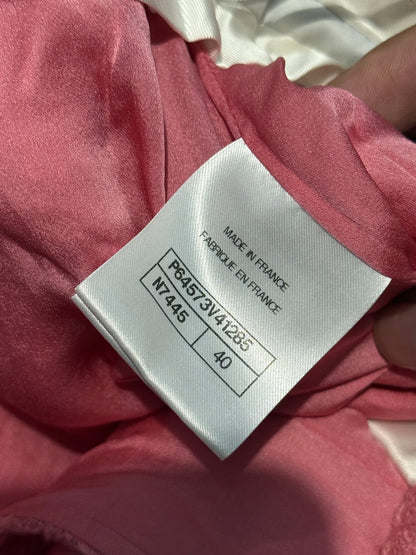 MADE IN FRANCE
FABRIQUE EN FRANCE
P64573V41285
N7445 40